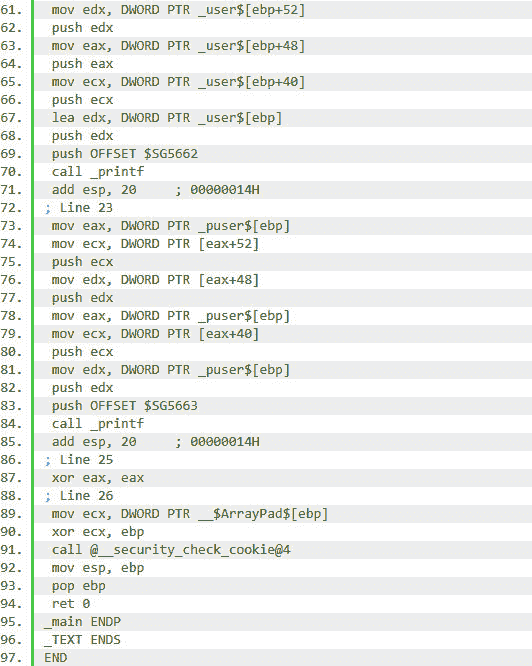 61. mov edx, DWORD PTR _user$[ebp+52]
62. push edx
63. mov eax, DWORD PTR _user$[ebp+48]
64. push eax
65. mov ecx, DWORD PTR _user$[ebp+40]
66. push ecx
67. lea edx, DWORD PTR _user$[ebp]
68. push edx
69. push OFFSET $SG5662
70. call _printf
71. add esp, 20 ; 00000014H
72. ; Line 23
73. mov eax, DWORD PTR _puser$[ebp]
74. mov ecx, DWORD PTR [eax+52]
75. push ecx
76. mov edx, DWORD PTR [eax+48]
77. push edx
78. mov eax, DWORD PTR _puser$[ebp]
79. mov ecx, DWORD PTR [eax+40]
80. push ecx
81. mov edx, DWORD PTR _puser$[ebp]
82. push edx
83. push OFFSET $SG5663
84. call _printf
85. add esp, 20 ; 00000014H
86. ; Line 25
87. xor eax, eax
88. ; Line 26
89. mov ecx, DWORD PTR __$ArrayPad$[ebp]
90. xor ecx, ebp
91. call @__security_check_cookie@4
92. mov esp, ebp
93. pop ebp
94. ret 0
95. _main ENDP
96. _TEXT ENDS
97. END